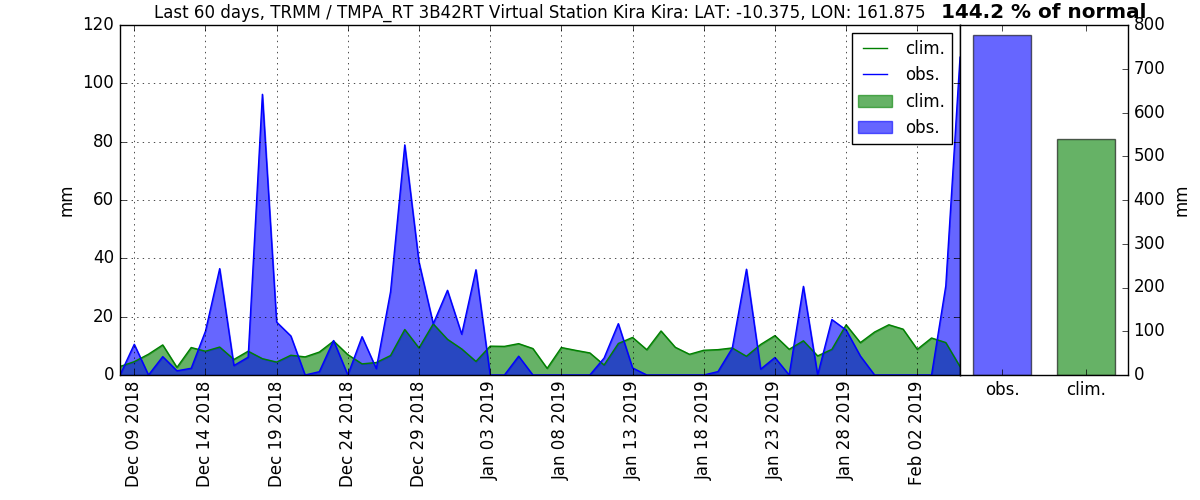 Last 60 days, TRMM / TMPA_RT 3B42RT Virtual Station Kira Kira: LAT: -10.375, LON: 161.875
144.2 % of normal
120
100
80
60
40
20
0
mm
clim.
obs.
clim.
obs.
Dec 09 2018
Dec 14 2018
Dec 19 2018
Dec 24 2018
Dec 29 2018
Jan 03 2019
Jan 08 2019
Jan 13 2019
Jan 18 2019
Jan 23 2019
Jan 28 2019
Feb 02 2019
800
700
600
500
400
300
200
100
0
mm
obs.
clim.